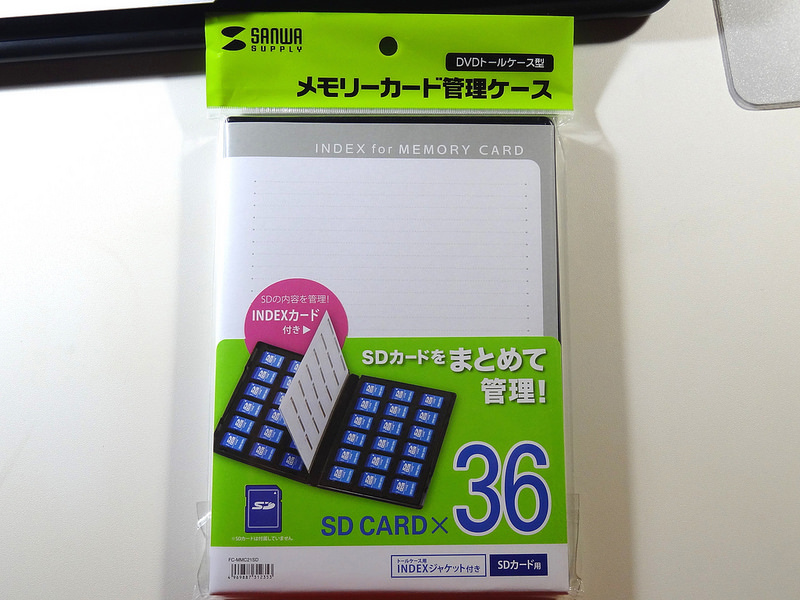 SANWA
SUPPLY
DVDトールケース型
メモリーカード管理ケース
INDEX for MEMORY CARD
SDの内容を管理!
INDEXカード
付き▶
SDカードをまとめて
管理!
SD
SD CARD×36
※SDカードは付属していません。
FC-MMC21SD
トールケース用
INDEXジャケット付き
SDカード用
4 969887 312353